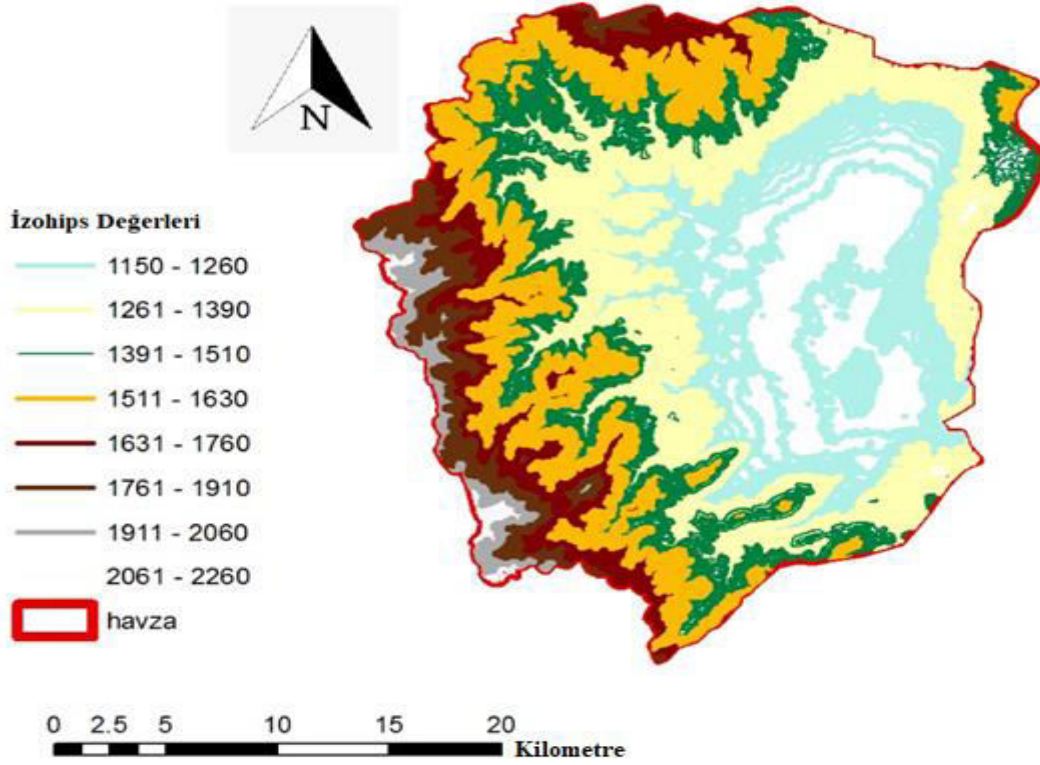 N
İzohips Değerleri
1150 - 1260
1261 - 1390
1391 - 1510
1511 - 1630
1631 - 1760
1761 - 1910
1911 - 2060
2061 - 2260
havza
0 2.5 5 10 15 20
Kilometre